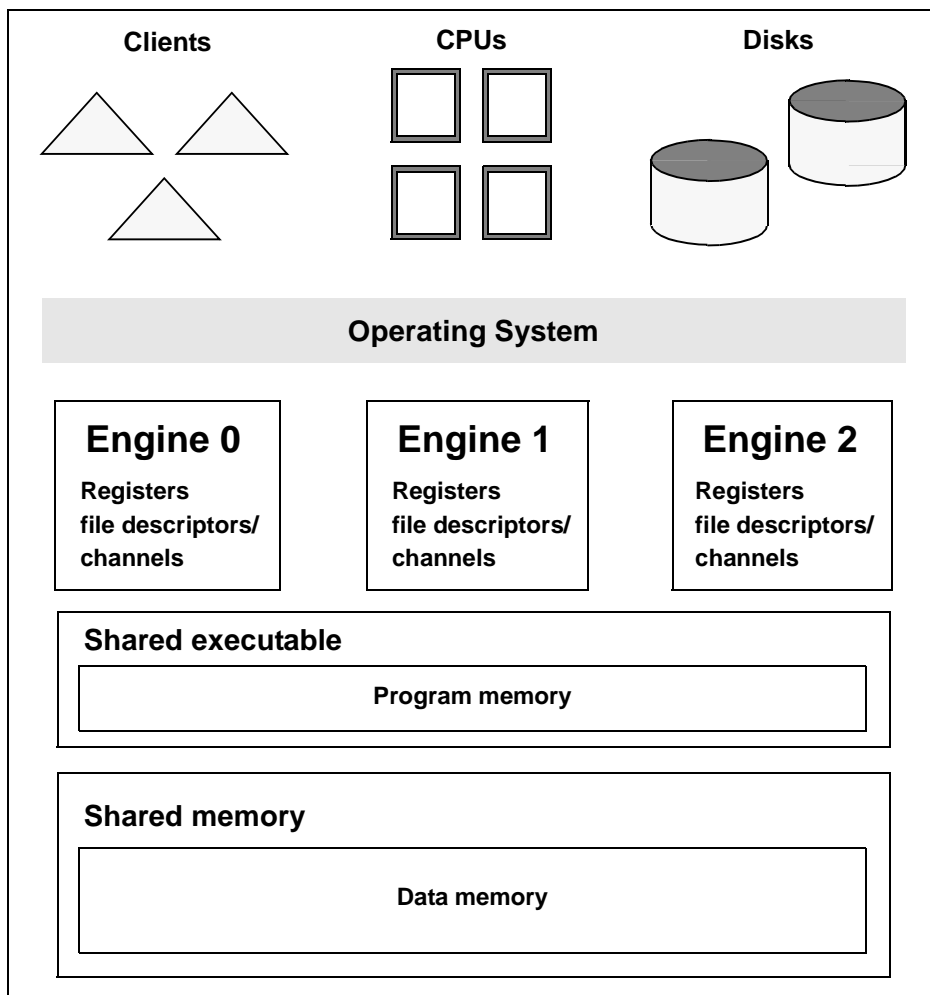 Clients
CPUs
Disks
Operating System
Engine 0
Registers
file descriptors/
channels
Engine 1
Registers
file descriptors/
channels
Engine 2
Registers
file descriptors/
channels
Shared executable
Program memory
Shared memory
Data memory